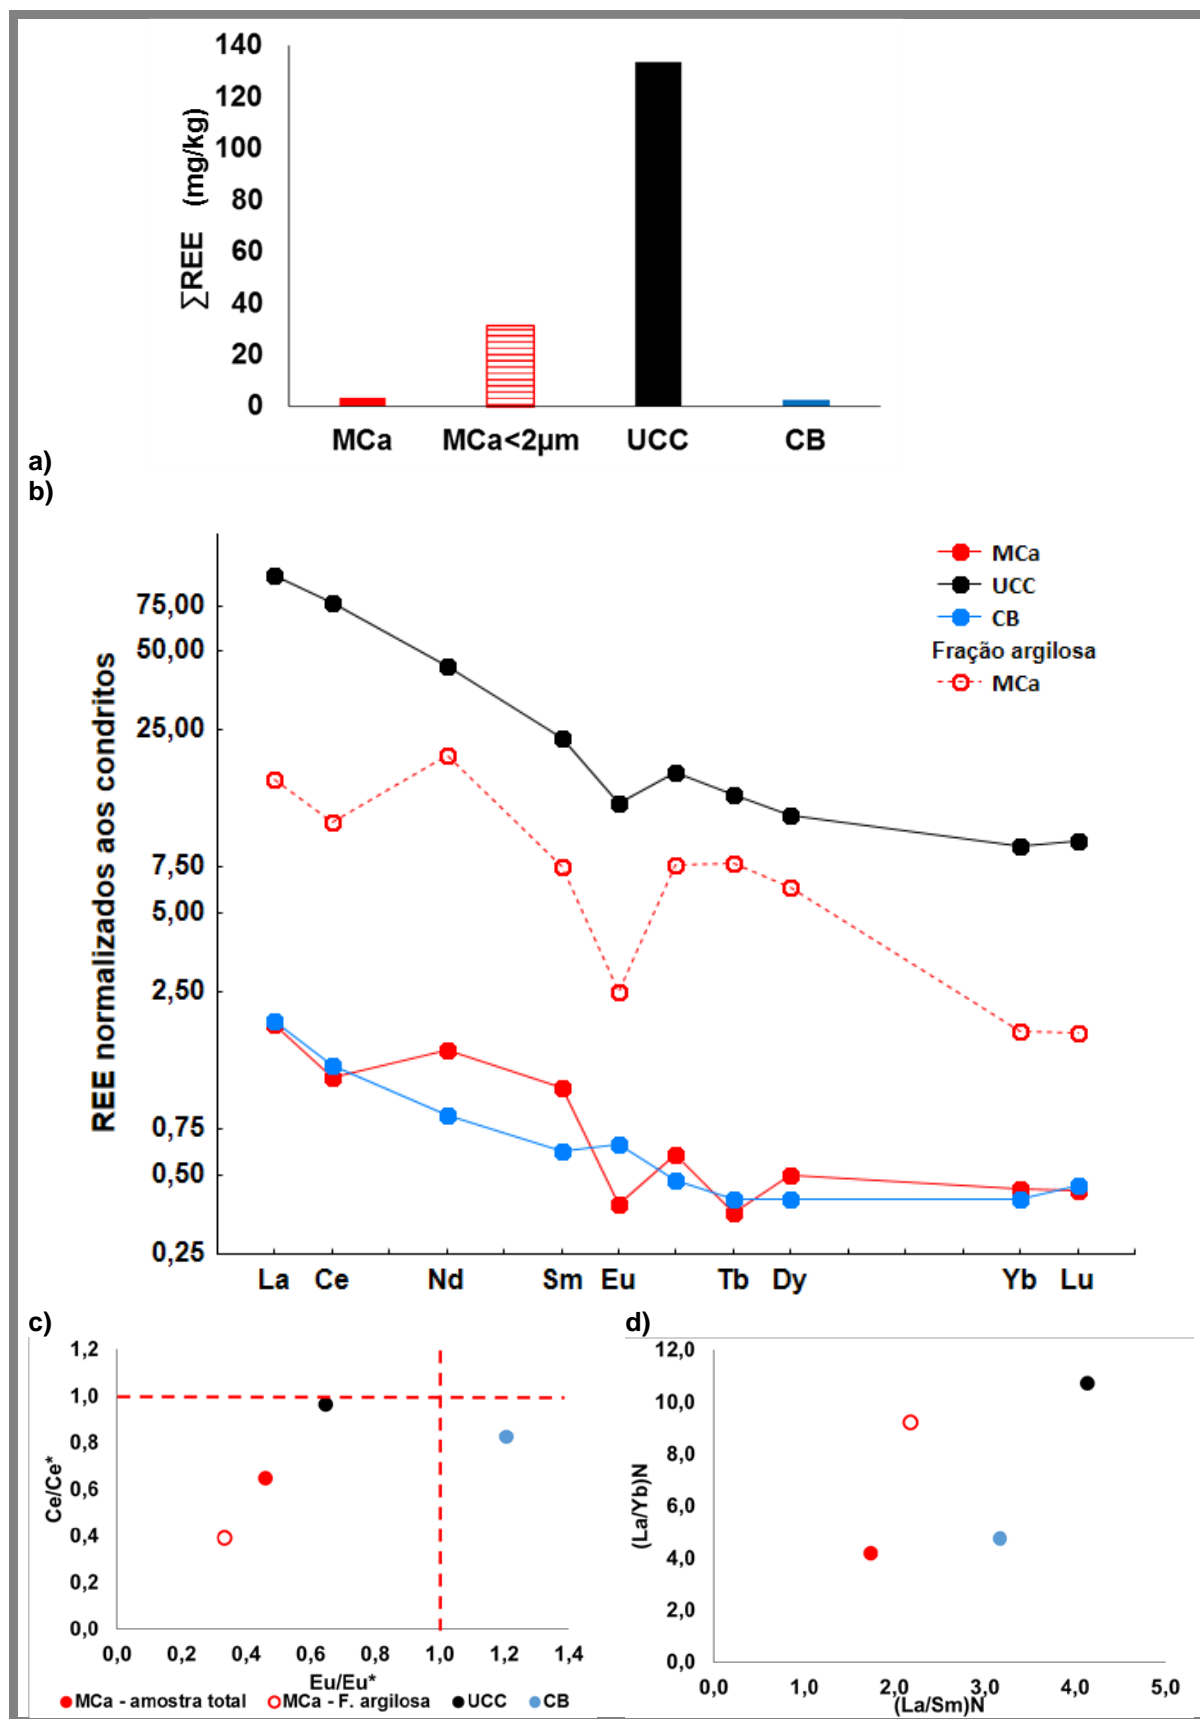 140
120
100
80
60
40
20
0
∑REE (mg/kg)
MCa MCa<2µm UCC CB
a)
b)
MCa
UCC
CB
Fração argilosa
MCa
75,00
50,00
25,00
7,50
5,00
2,50
0,75
0,50
0,25
REE normalizados aos condritos
La Ce Nd Sm Eu Tb Dy Yb Lu
c)
1,2
1,0
0,8
0,6
0,4
0,2
0,0
Ce/Ce*
0,0 0,2 0,4 0,6 0,8 1,0 1,2 1,4
Eu/Eu*
MCa - amostra total MCa - F. argilosa UCC CB
d)
12,0
10,0
8,0
6,0
4,0
2,0
0,0
(La/Yb)N
0,0 1,0 2,0 3,0 4,0 5,0
(La/Sm)N